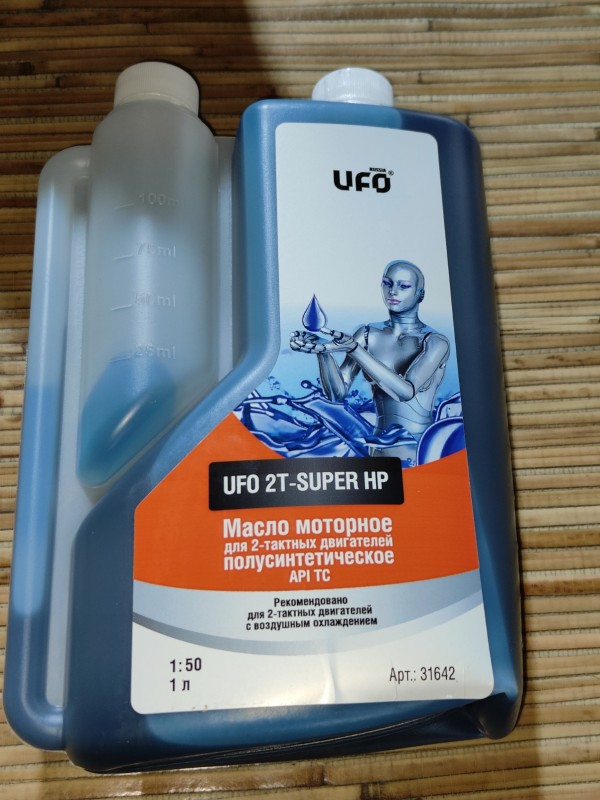 UFO®
100ml
75ml
50ml
25ml
UFO 2T-SUPER HP
Масло моторное
для 2-тактных двигателей
полусинтетическое
API TC
Рекомендовано
для 2-тактных двигателей
с воздушным охлаждением
1:50
1 л
Арт.: 31642